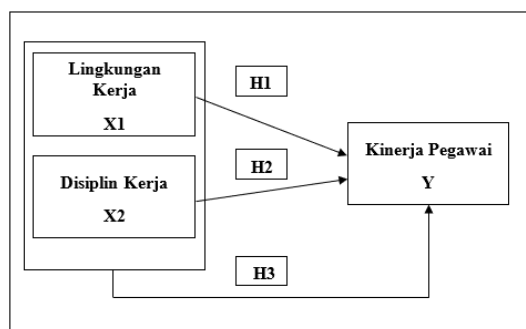 Lingkungan
Kerja
X1
H1
Kinerja Pegawai
Y
H2
Disiplin Kerja
X2
H3